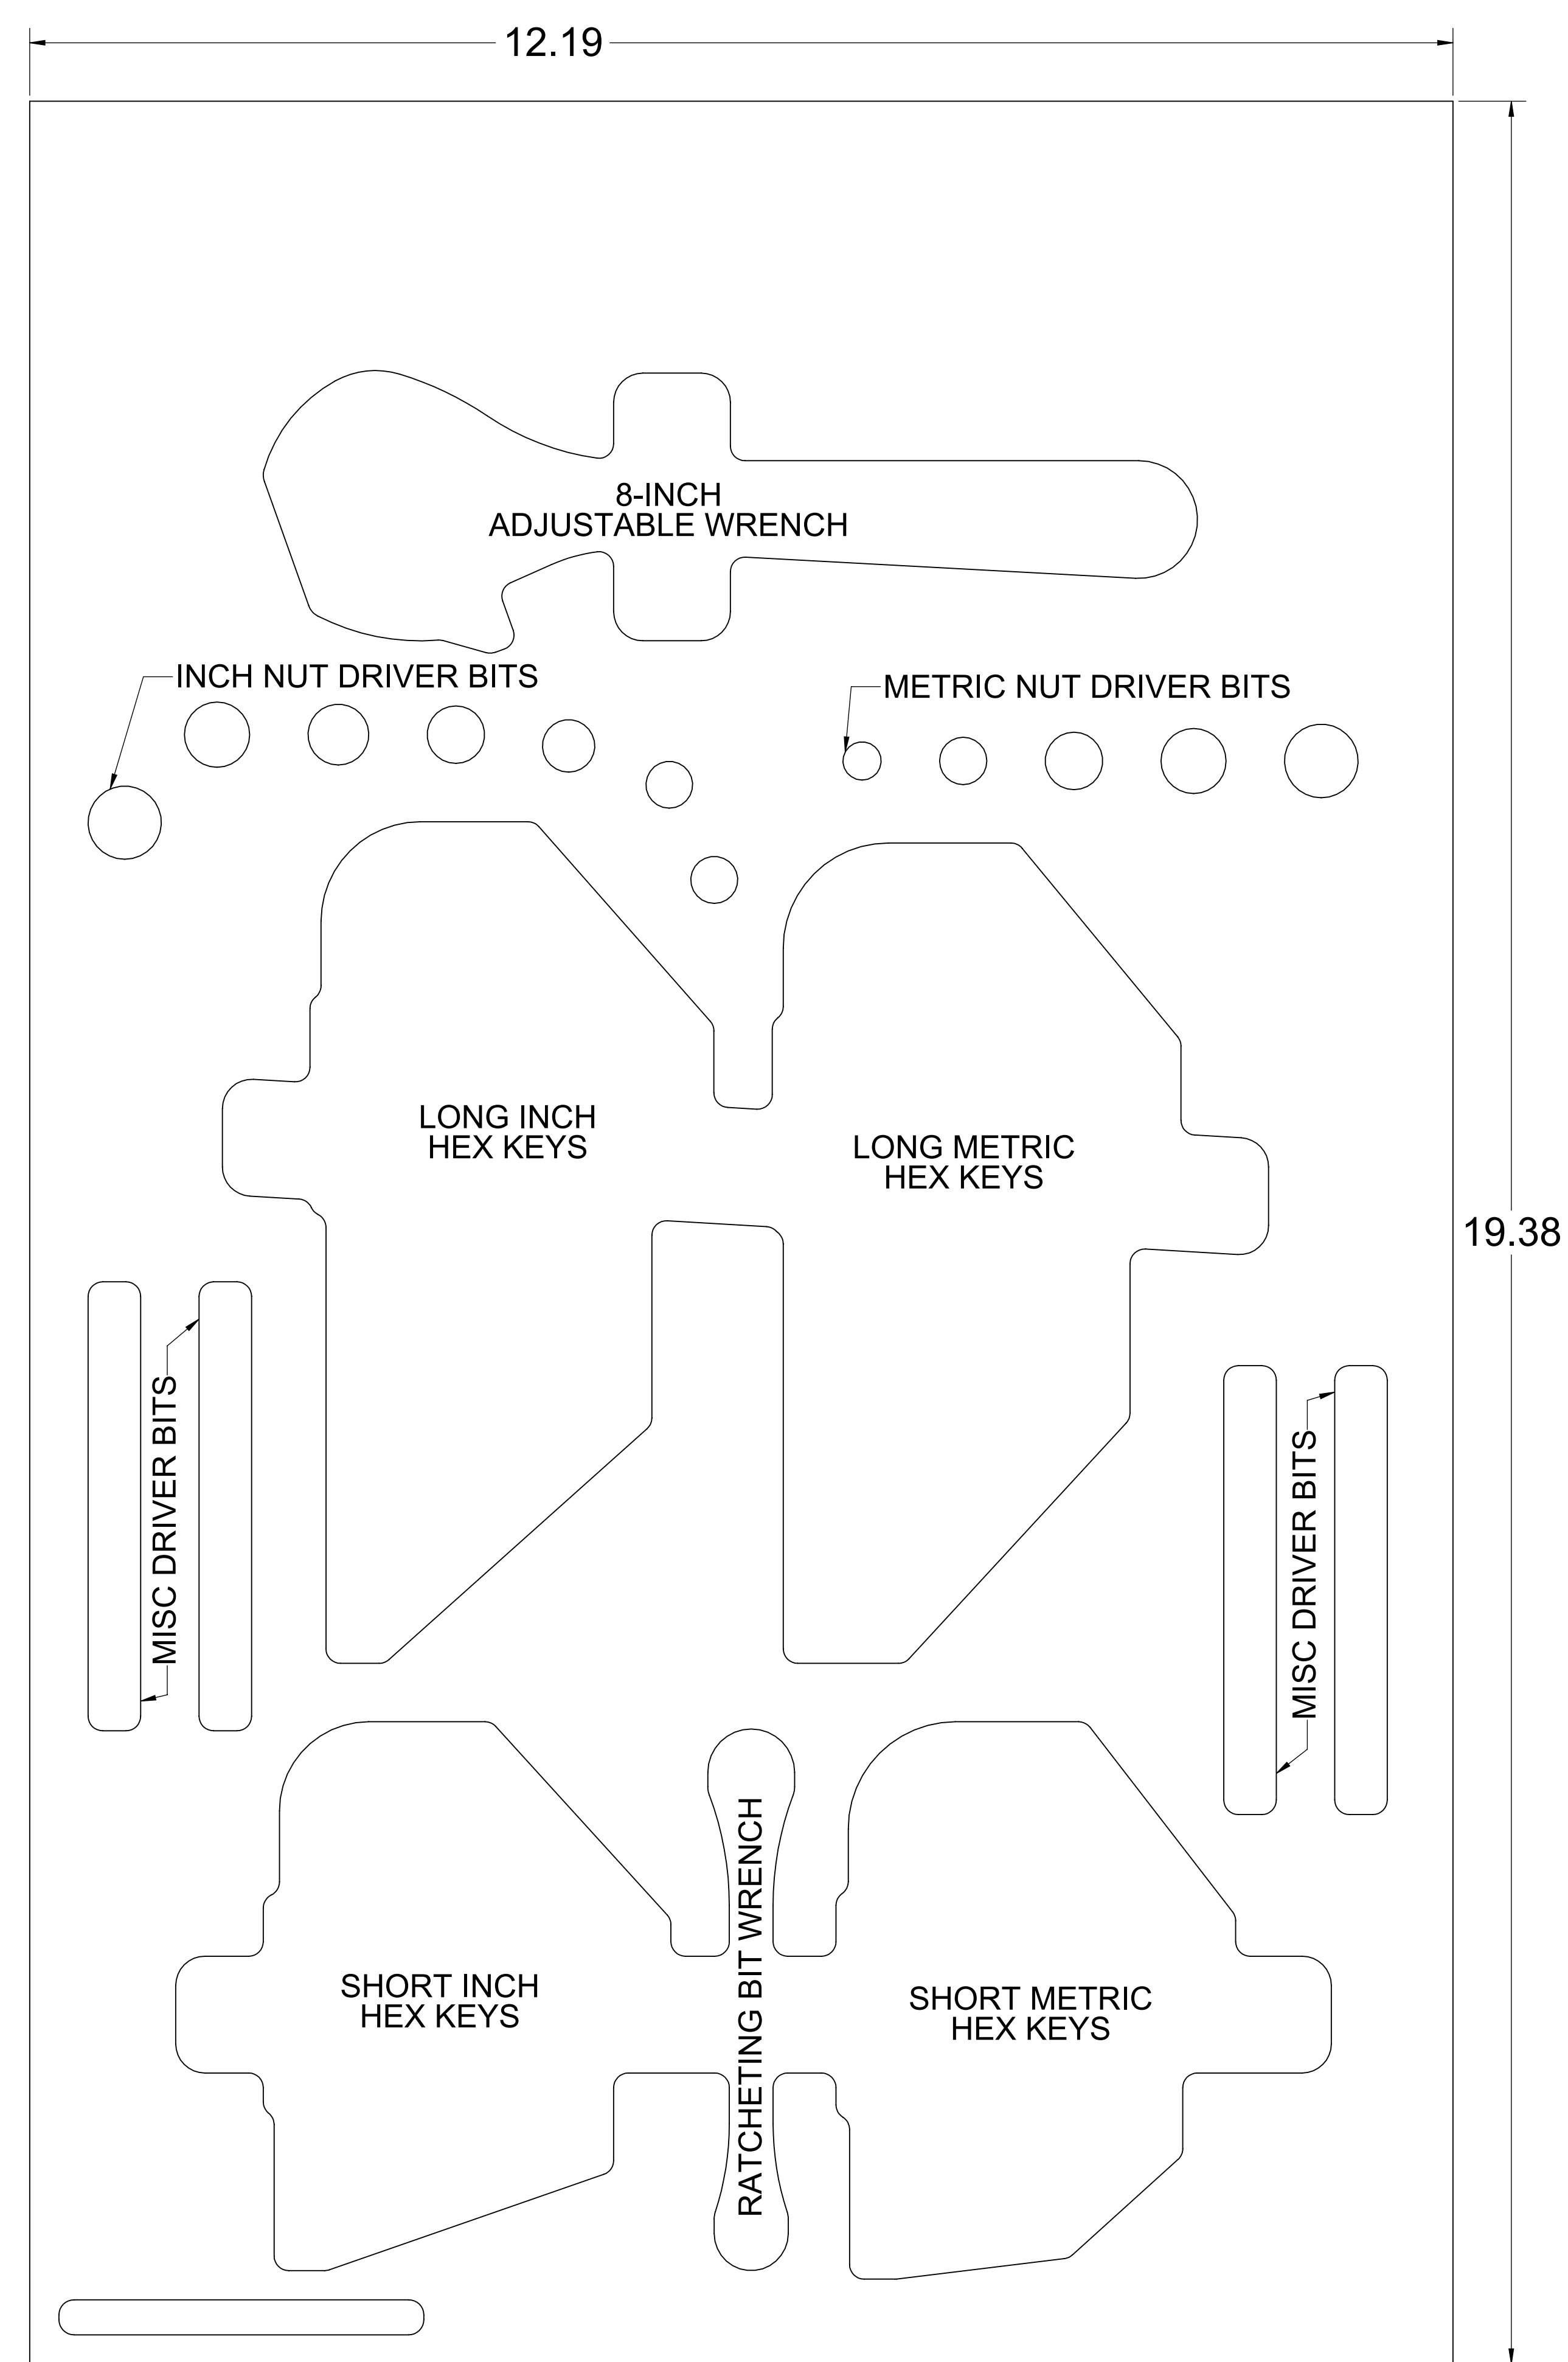 12.19
8-INCH
ADJUSTABLE WRENCH
INCH NUT DRIVER BITS
METRIC NUT DRIVER BITS
LONG INCH
HEX KEYS
LONG METRIC
HEX KEYS
19.38
MISC DRIVER BITS
MISC DRIVER BITS
SHORT INCH
HEX KEYS
RATCHETING BIT WRENCH
SHORT METRIC
HEX KEYS